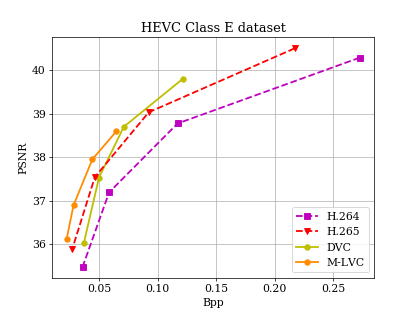 HEVC Class E dataset
PSNR
40
39
38
37
36
0.05 0.10 0.15 0.20 0.25
Bpp
H.264
H.265
DVC
M-LVC